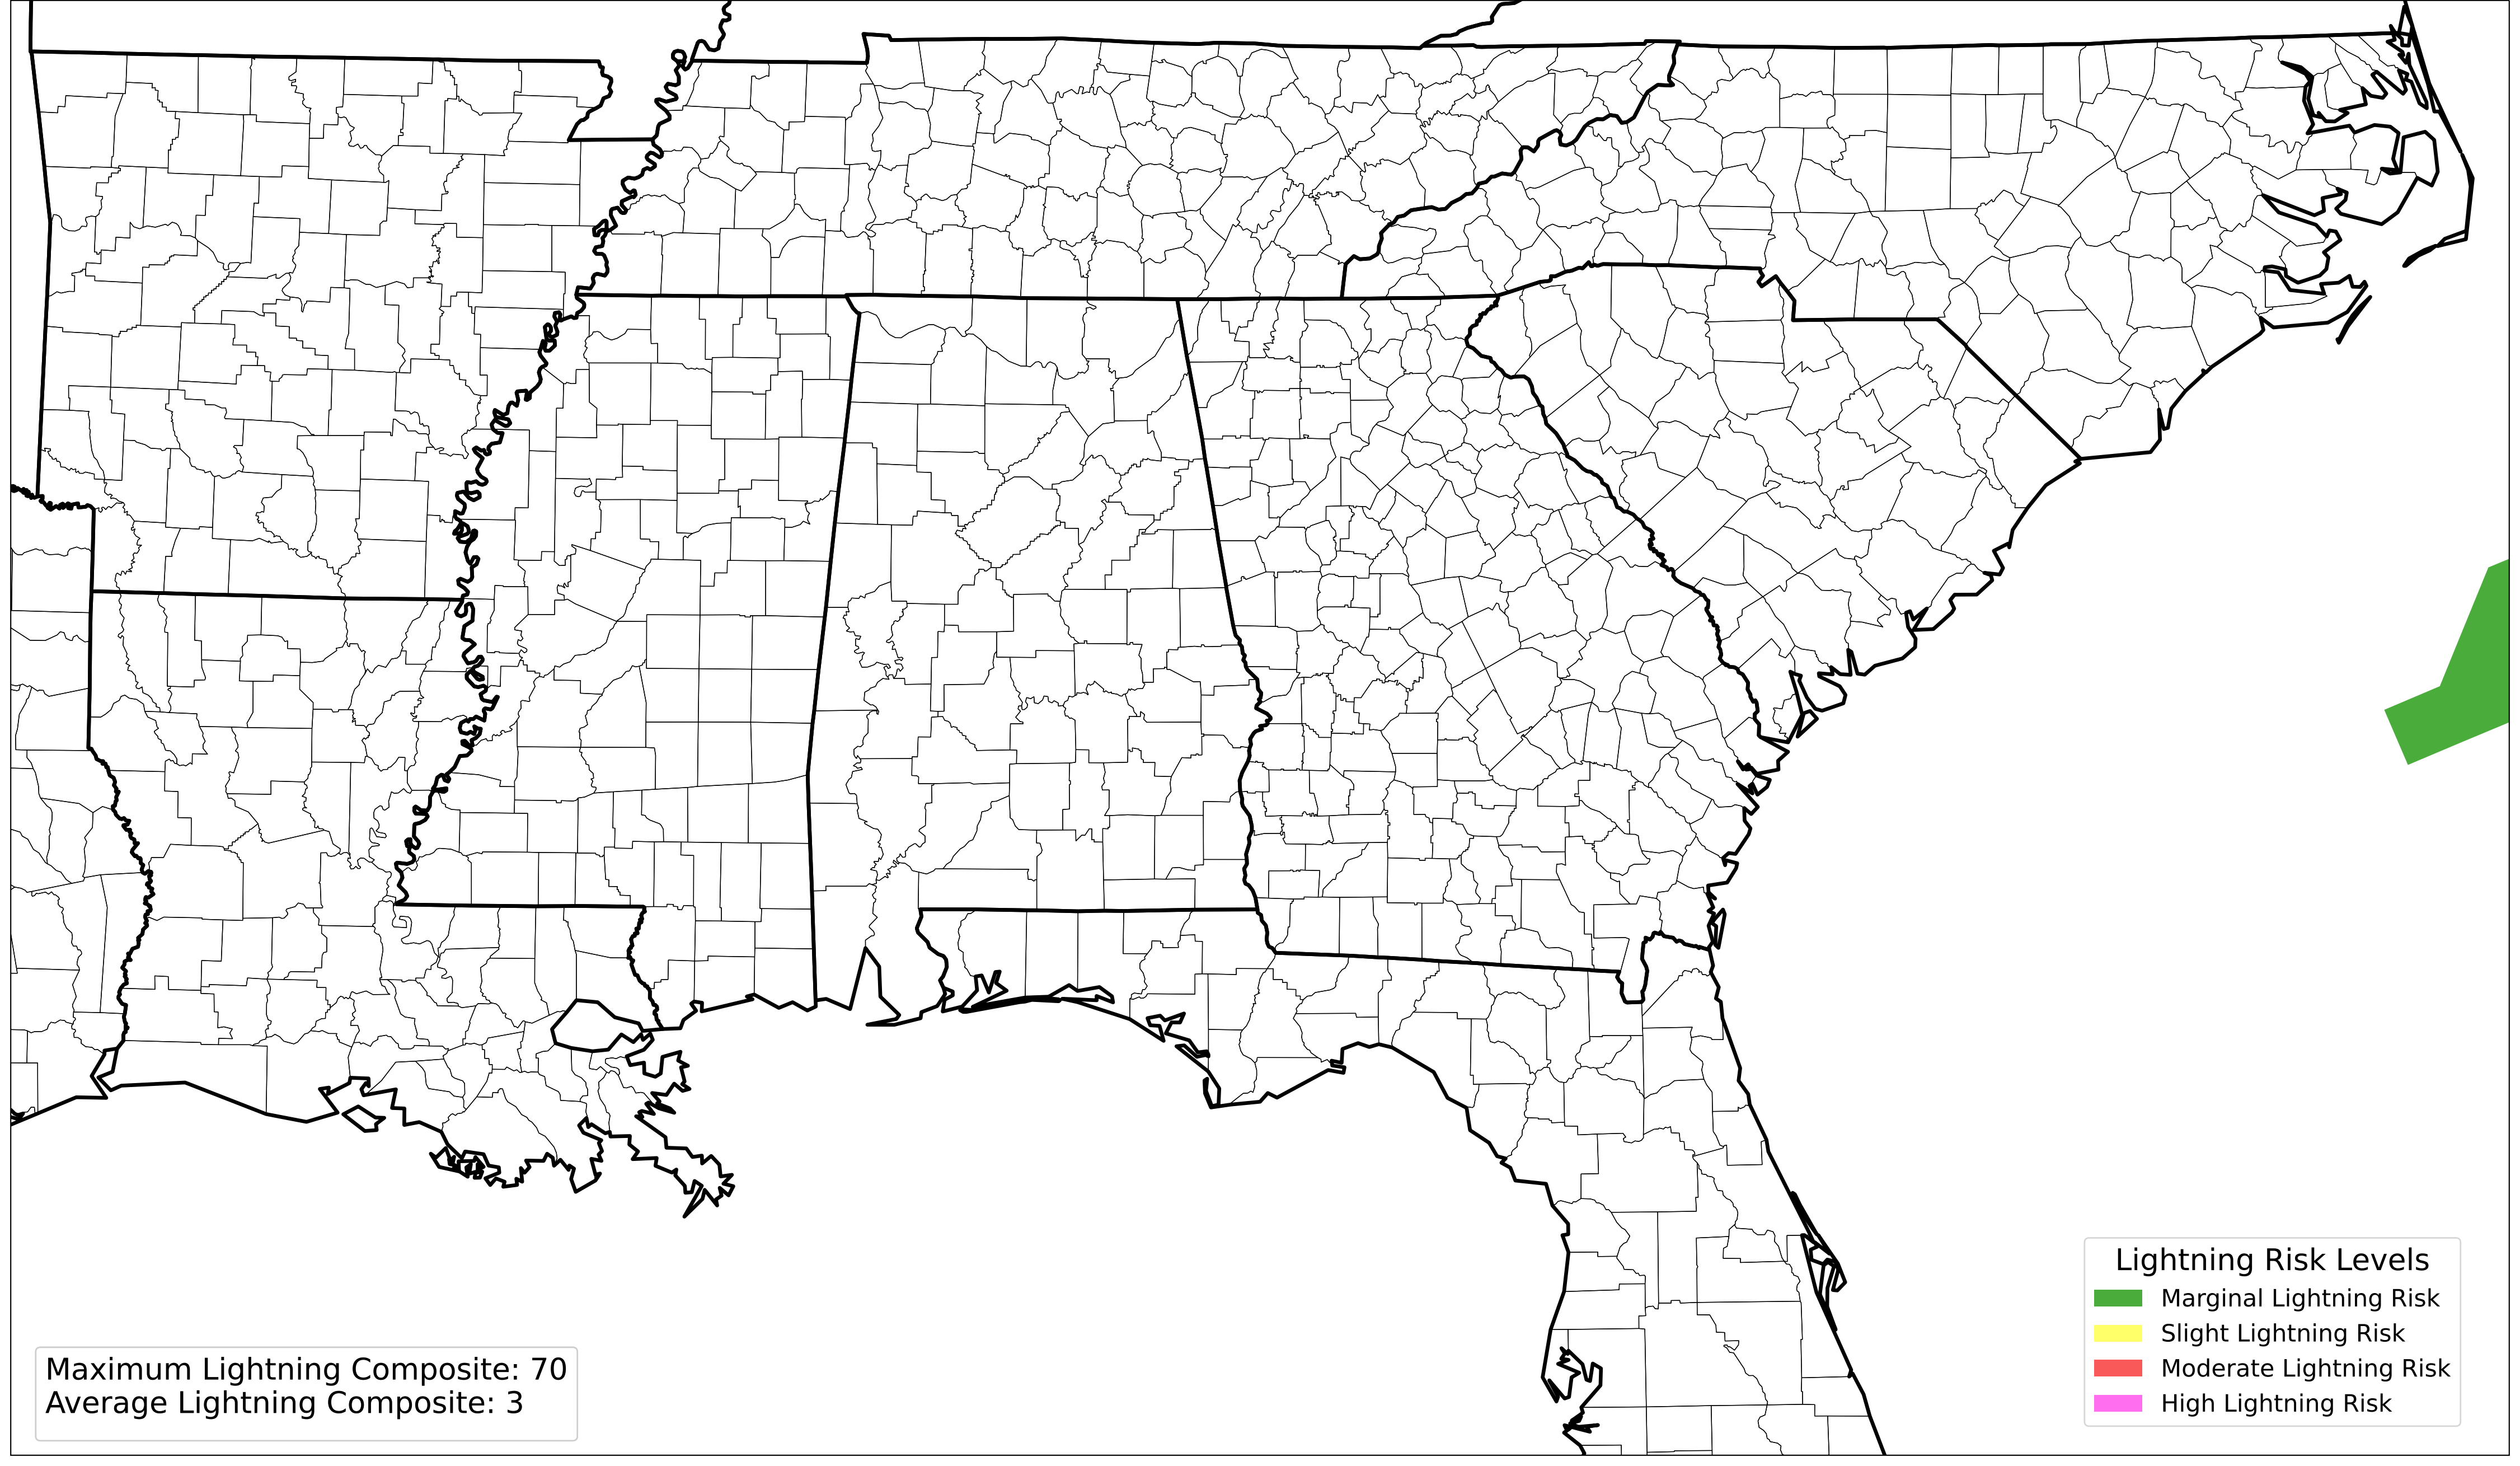 Maximum Lightning Composite: 70
Average Lightning Composite: 3
Lightning Risk Levels
Marginal Lightning Risk
Slight Lightning Risk
Moderate Lightning Risk
High Lightning Risk